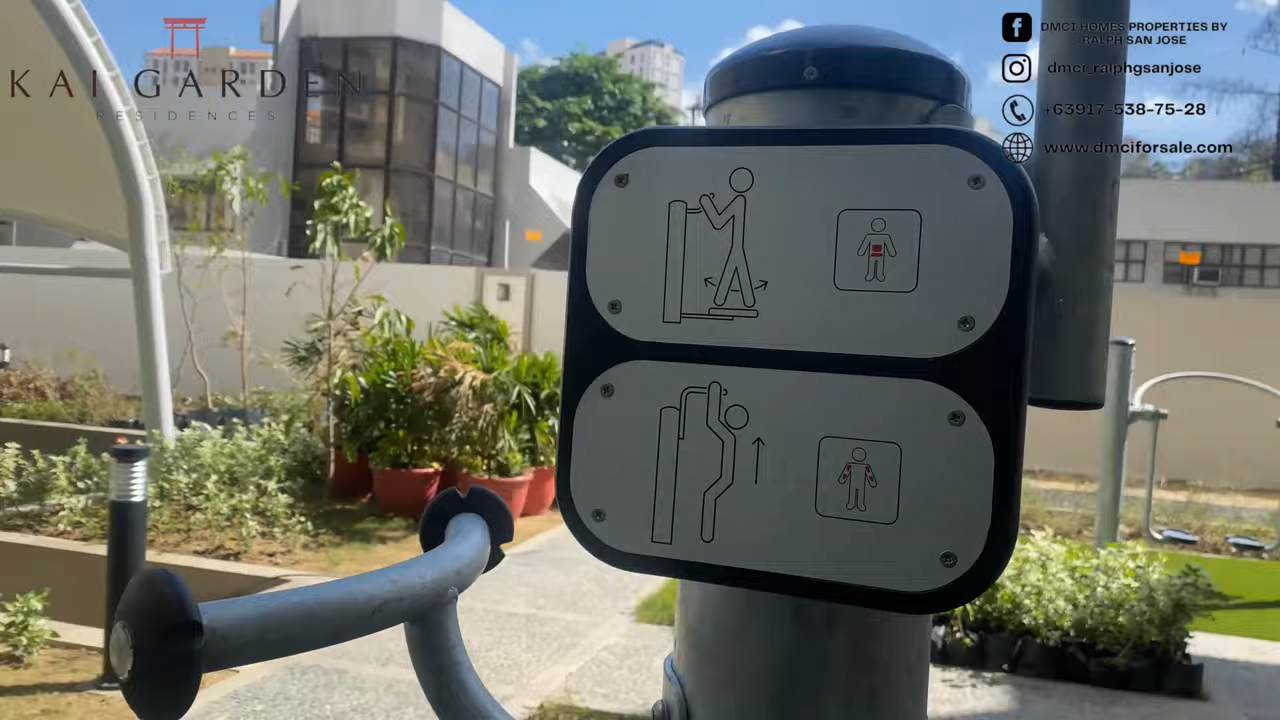 KAI GARDEN
RESIDENCES
DMCI HOMES PROPERTIES BY
RALPH SAN JOSE
dmci_ralphgsanjose
+63917-538-75-28
www.dmciforsale.com